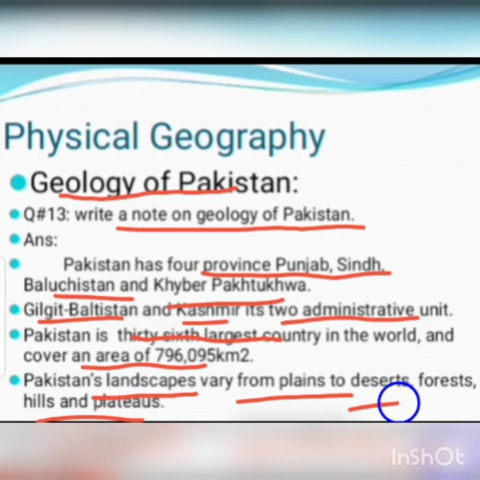 Physical Geography
Geology of Pakistan:
Q#13: write a note on geology of Pakistan.
Ans:
Pakistan has four province Punjab, Sindh,
Baluchistan and Khyber Pakhtukhwa.
Gilgit-Baltistan and Kashmir its two administrative unit.
Pakistan is thirty sixth largest country in the world, and
cover an area of 796,095km2.
Pakistan's landscapes vary from plains to deserts, forests,
hills and plateaus.
InShOt